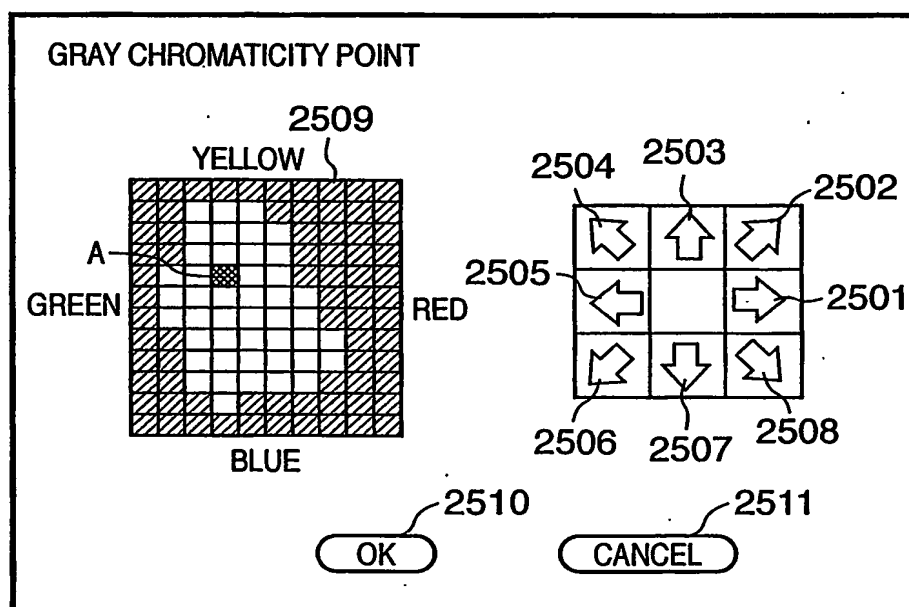 GRAY CHROMATICITY POINT
2509
YELLOW
A
GREEN
RED
BLUE
2504
2503
2502
2505
2501
2506
2507
2508
2510
OK
2511
CANCEL